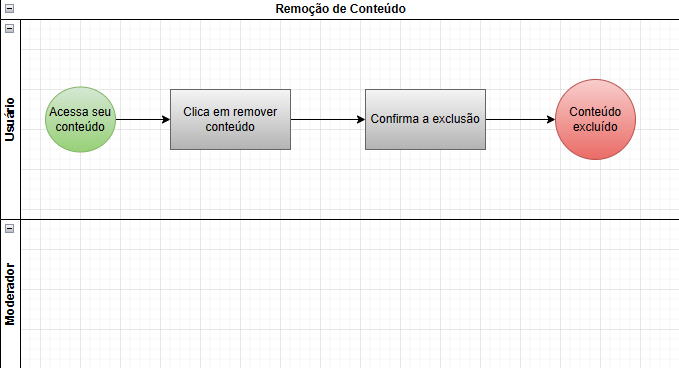 Remoção de Conteúdo
Usuário
Acessa seu
conteúdo
Clica em remover
conteúdo
Confirma a exclusão
Conteúdo
excluído
Moderador